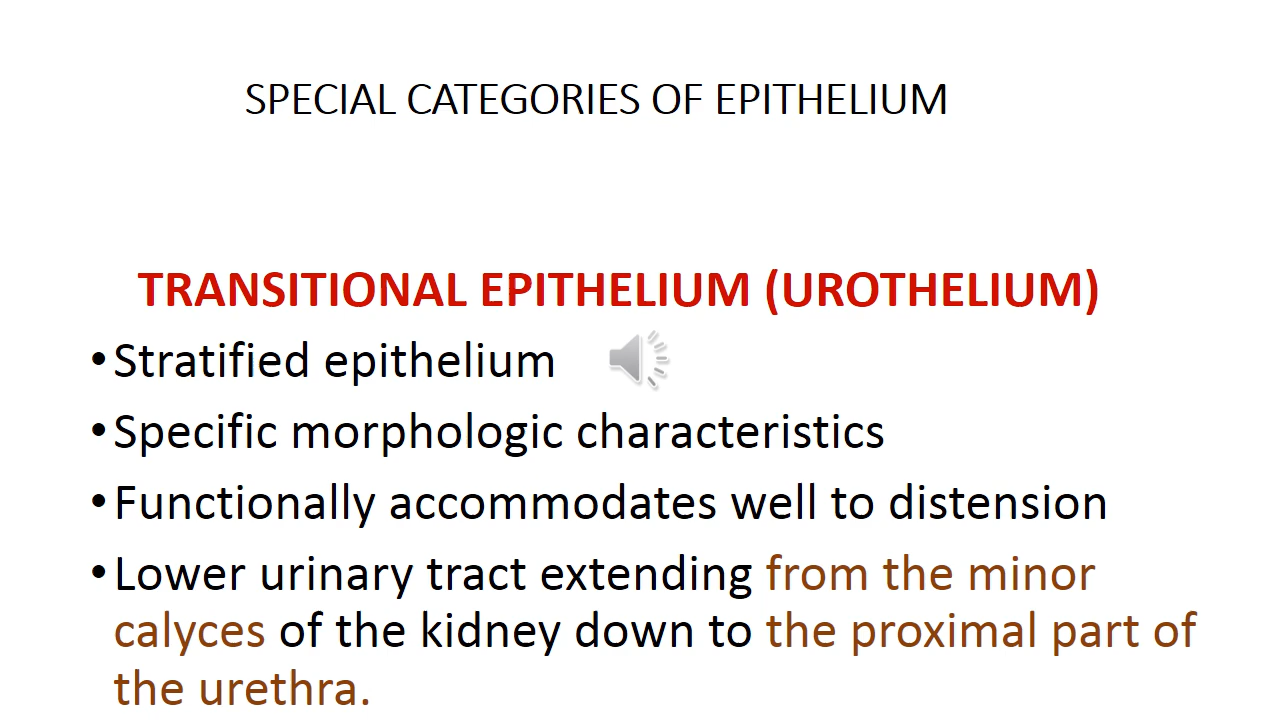 SPECIAL CATEGORIES OF EPITHELIUM
TRANSITIONAL EPITHELIUM (UROTHELIUM)
•Stratified epithelium
•Specific morphologic characteristics
•Functionally accommodates well to distension
•Lower urinary tract extending from the minor
calyces of the kidney down to the proximal part of
the urethra.